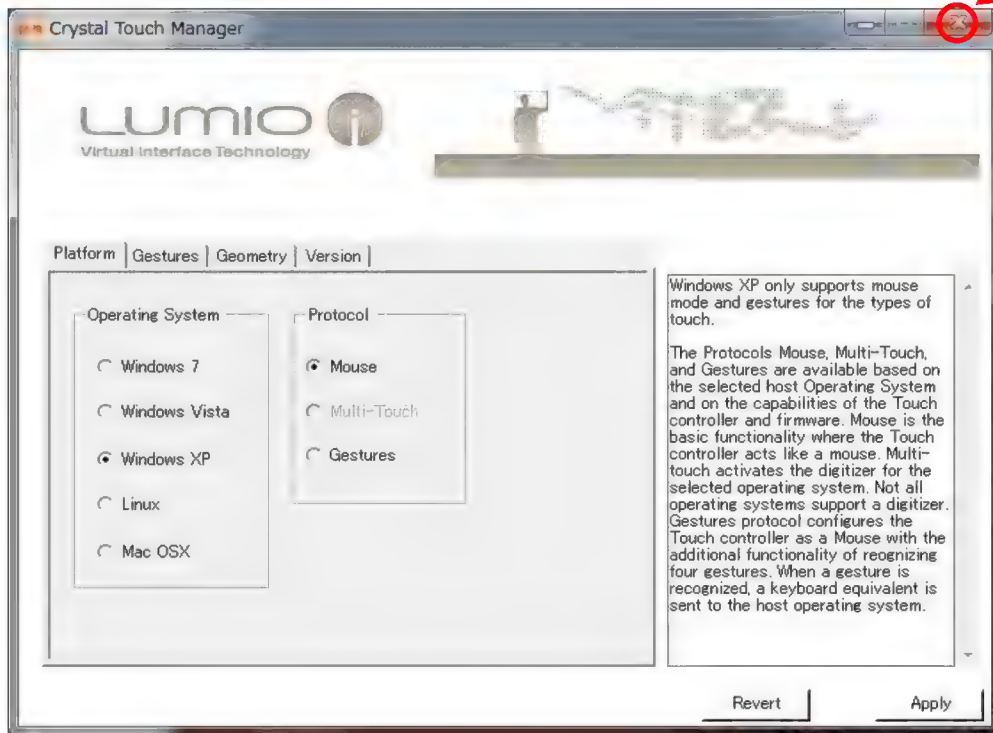 Crystal Touch Manager
LUMIO
Virtual Interface Technology
Platform
Gestures
Geometry
Version
Operating System
Windows 7
Windows Vista
Windows XP
Linux
Mac OSX
Protocol
Mouse
Multi-Touch
Gestures
Windows XP only supports mouse
mode and gestures for the types of
touch.
The Protocols Mouse, Multi-Touch,
and Gestures are available based on
the selected host Operating System
and on the capabilities of the Touch
controller and firmware. Mouse is the
basic functionality where the Touch
controller acts like a mouse. Multi-
touch activates the digitizer for the
selected operating system. Not all
operating systems support a digitizer.
Gestures protocol configures the
Touch controller as a Mouse with the
additional functionality of reognizing
four gestures. When a gesture is
recognized, a keyboard equivalent is
sent to the host operating system.
Revert
Apply